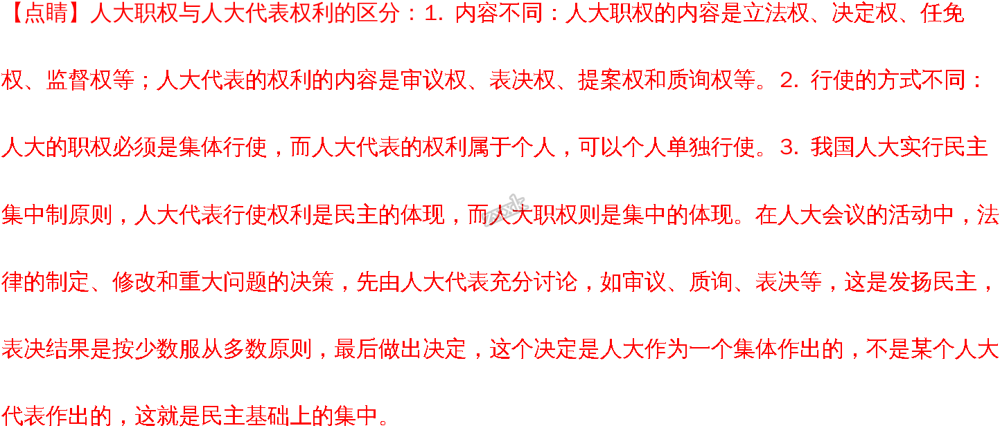 【点睛】人大职权与人大代表权利的区分：1. 内容不同：人大职权的内容是立法权、决定权、任免
权、监督权等；人大代表的权利的内容是审议权、表决权、提案权和质询权等。2. 行使的方式不同：
人大的职权必须是集体行使，而人大代表的权利属于个人，可以个人单独行使。3. 我国人大实行民主
集中制原则，人大代表行使权利是民主的体现，而人大职权则是集中的体现。在人大会议的活动中，法
律的制定、修改和重大问题的决策，先由人大代表充分讨论，如审议、质询、表决等，这是发扬民主，
表决结果是按少数服从多数原则，最后做出决定，这个决定是人大作为一个集体作出的，不是某个人大
代表作出的，这就是民主基础上的集中。